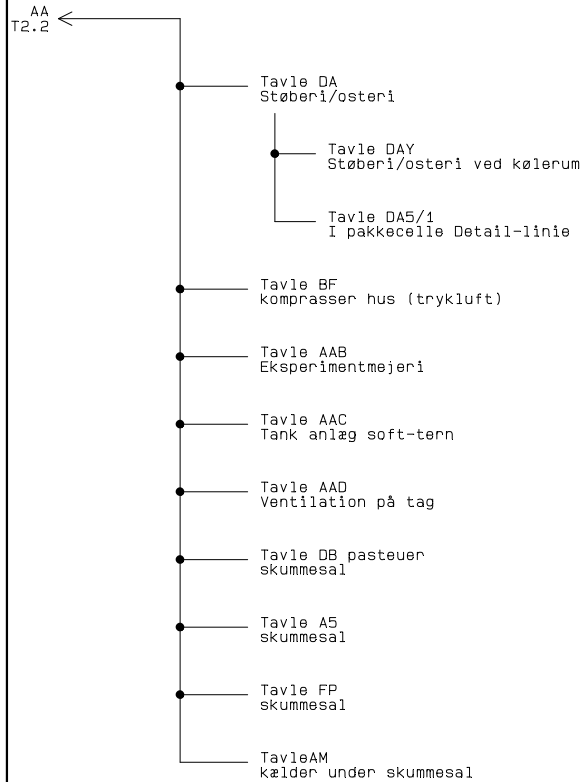 AA
T2.2
Tavle DA
Støberi/osteri
Tavle DAY
Støberi/osteri ved kølerum
Tavle DA5/1
I pakkecelle Detail-linie
Tavle BF
komprasser hus (trykluft)
Tavle AAB
Eksperimentmejeri
Tavle AAC
Tank anlæg soft-tern
Tavle AAD
Ventilation på tag
Tavle DB pasteuer
skummesal
Tavle A5
skummesal
Tavle FP
skummesal
TavleAM
kælder under skummesal